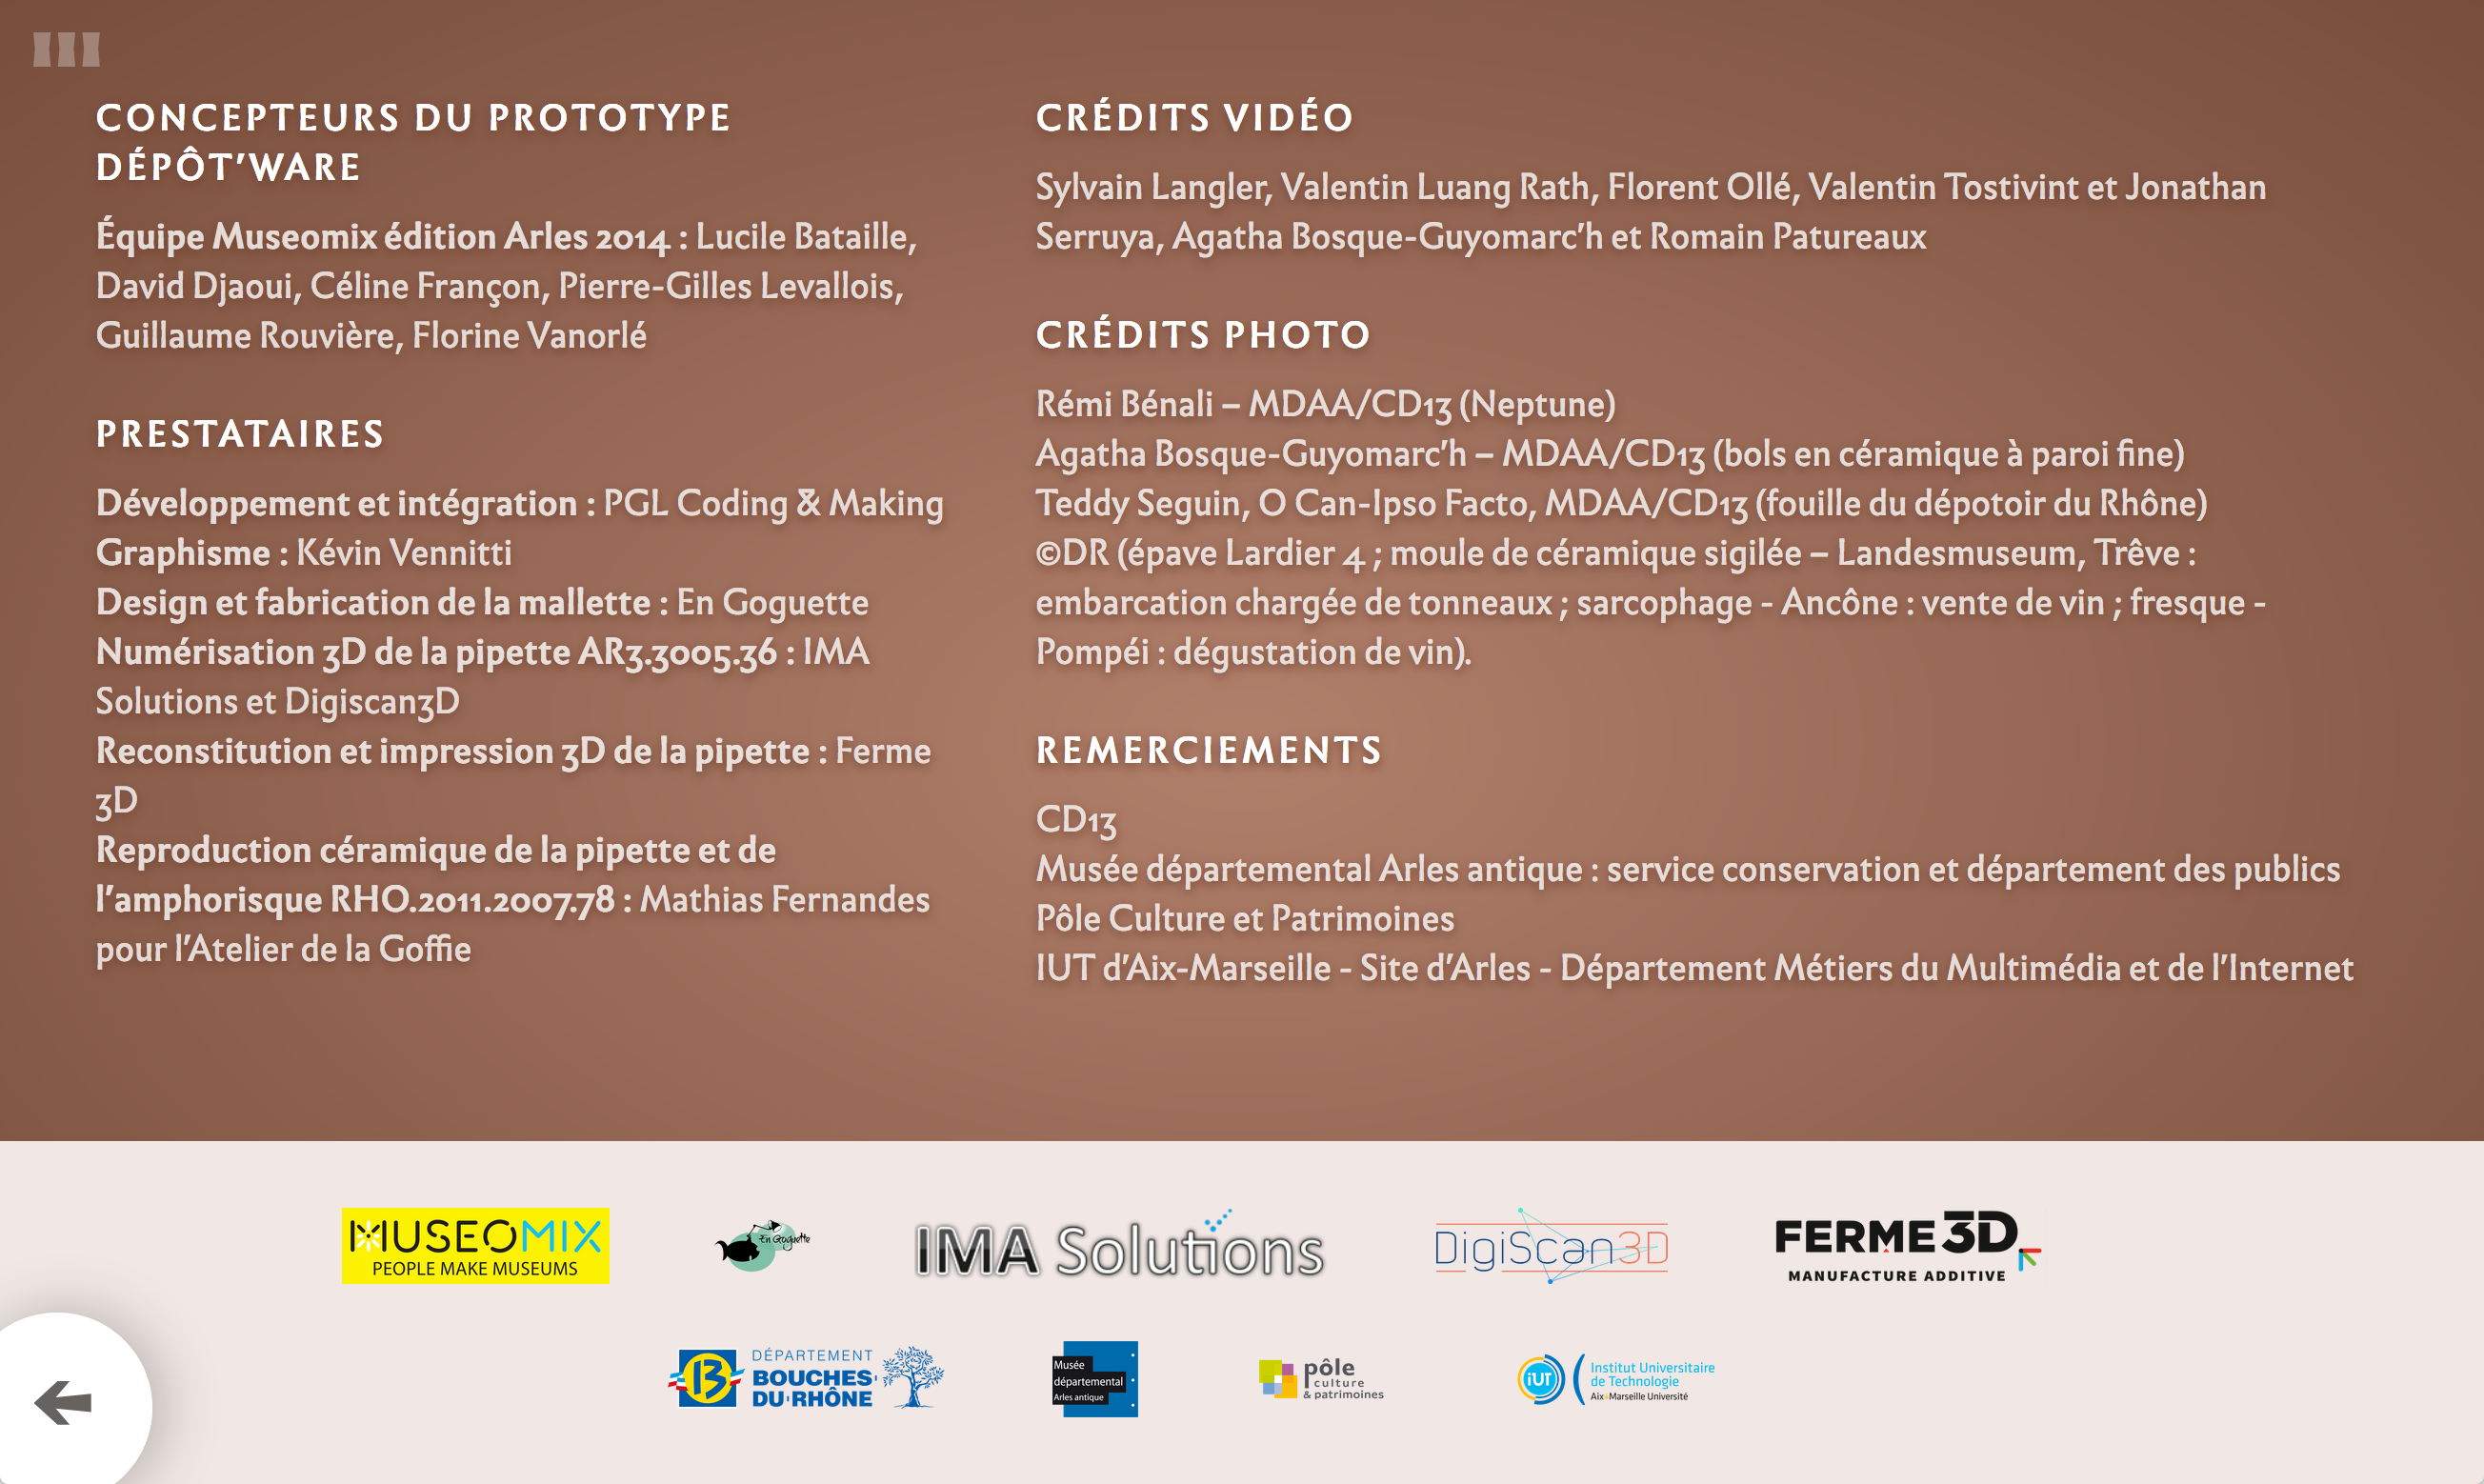 CONCEPTEURS DU PROTOTYPE
DÉPÔT'WARE
Équipe Museomix édition Arles 2014 : Lucile Bataille,
David Djaoui, Céline Françon, Pierre-Gilles Levallois,
Guillaume Rouvière, Florine Vanorlé
PRESTATAIRES
Développement et intégration : PGL Coding & Making
Graphisme : Kévin Vennitti
Design et fabrication de la mallette : En Goguette
Numérisation 3D de la pipette AR3.3005.36 : IMA
Solutions et Digiscan3D
Reconstitution et impression 3D de la pipette : Ferme
3D
Reproduction céramique de la pipette et de
l'amphorisque RHO.2011.2007.78 : Mathias Fernandes
pour l'Atelier de la Goffie
CRÉDITS VIDÉO
Sylvain Langler, Valentin Luang Rath, Florent Ollé, Valentin Tostivint et Jonathan
Serruya, Agatha Bosque-Guyomarc'h et Romain Patureaux
CRÉDITS PHOTO
Rémi Bénali – MDAA/CD13 (Neptune)
Agatha Bosque-Guyomarc'h – MDAA/CD13 (bols en céramique à paroi fine)
Teddy Seguin, O Can-Ipso Facto, MDAA/CD13 (fouille du dépotoir du Rhône)
©DR (épave Lardier 4 ; moule de céramique sigilée – Landesmuseum, Trêve :
embarcation chargée de tonneaux ; sarcophage - Ancône : vente de vin ; fresque -
Pompéi : dégustation de vin).
REMERCIEMENTS
CD13
Musée départemental Arles antique : service conservation et département des publics
Pôle Culture et Patrimoines
IUT d'Aix-Marseille - Site d'Arles - Département Métiers du Multimédia et de l'Internet
MUSEOMIX
PEOPLE MAKE MUSEUMS
En Goguette
IMA Solutions
DigiScan3D
FERME 3D
MANUFACTURE ADDITIVE
13
DÉPARTEMENT
BOUCHES
DU RHÔNE
Musée
départemental
Arles antique
pôle
culture
& patrimoines
iUT
Institut Universitaire
de Technologie
Aix*Marseille Université